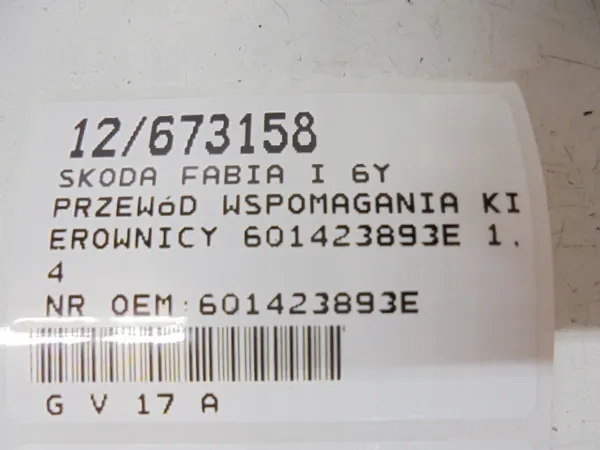 12/673158
SKODA FABIA I 6Y
PRZEWóD WSPOMAGANIA KI
EROWNICY 601423893E 1.
4
NR OEM:601423893E
G V 17 A